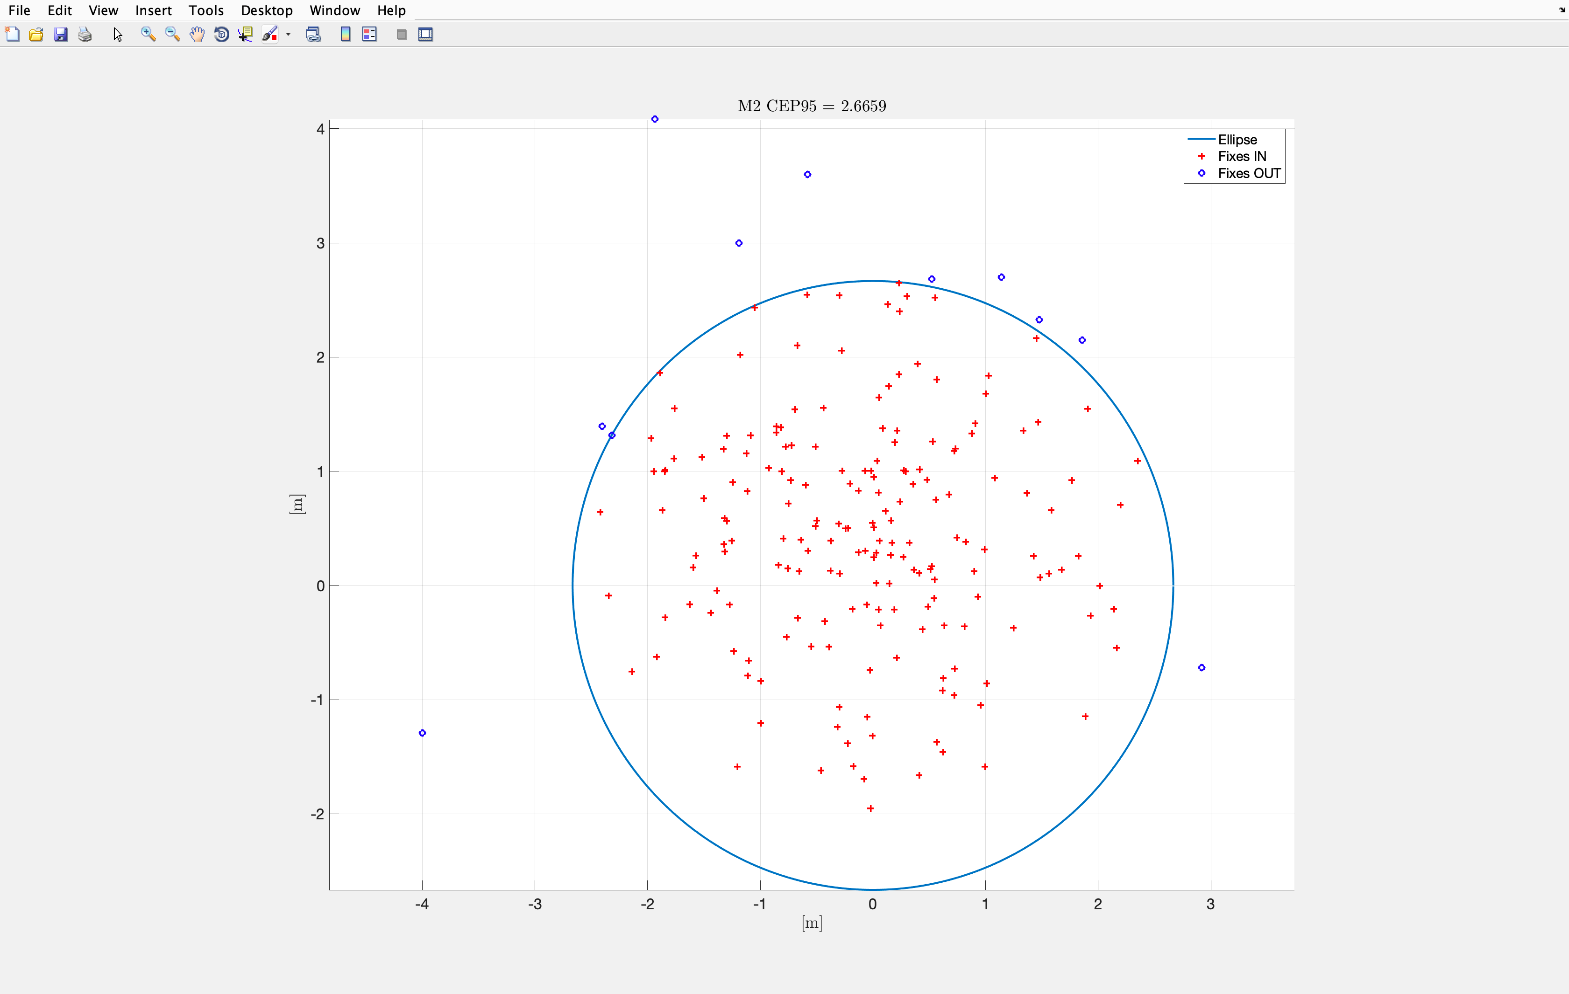 File Edit View Insert Tools Desktop Window Help
M2 CEP95 = 2.6659
4
3
2
1
0
-1
-2
[m]
Ellipse
Fixes IN
Fixes OUT
-4 -3 -2 -1 0 1 2 3
[m]